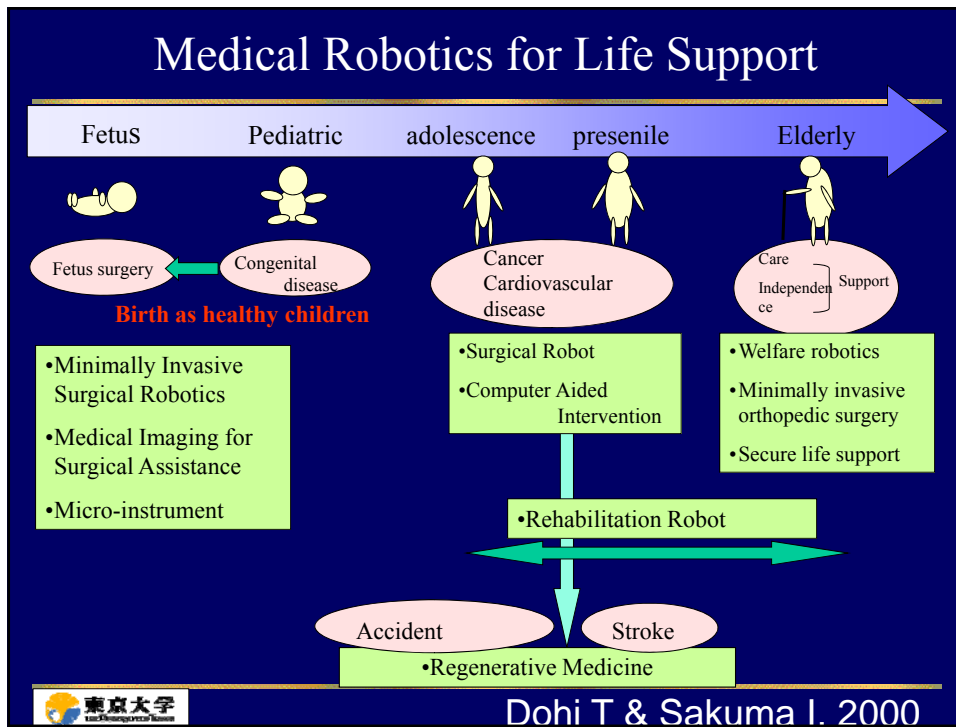 Medical Robotics for Life Support
Fetus Pediatric adolescence presenile Elderly
Fetus surgery
Congenital
disease
Birth as healthy children
Cancer
Cardiovascular
disease
Care
Independen
ce
Support
•Minimally Invasive
Surgical Robotics
•Medical Imaging for
Surgical Assistance
•Micro-instrument
•Surgical Robot
•Computer Aided
Intervention
•Welfare robotics
•Minimally invasive
orthopedic surgery
•Secure life support
•Rehabilitation Robot
Accident
Stroke
•Regenerative Medicine
東京大学
Dohi T & Sakuma I, 2000